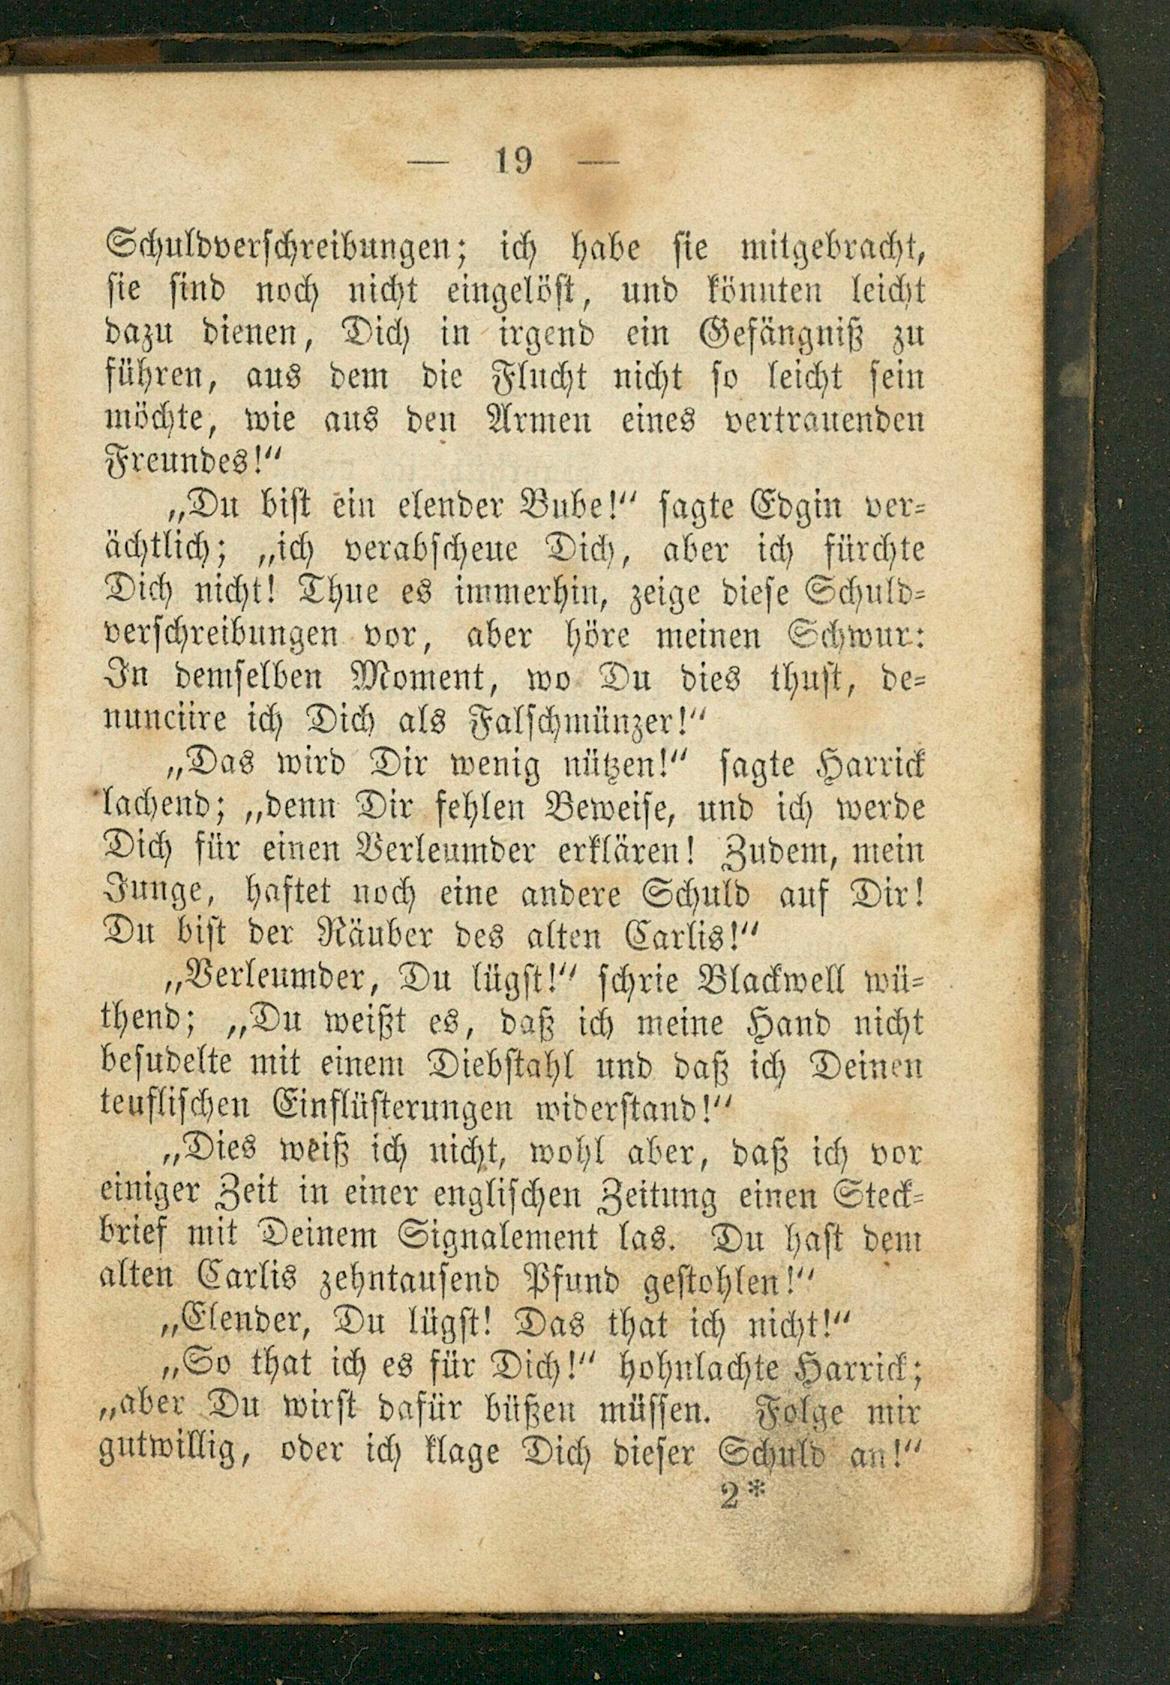 — 19 —
Schuldverschreibungen; ich habe sie mitgebracht,
sie sind noch nicht eingelöst, und könnten leicht
dazu dienen, Dich in irgend ein Gefängniß zu
führen, aus dem die Flucht nicht so leicht sein
möchte, wie aus den Armen eines vertrauenden
Freundes!“
„Du bist ein elender Bube!“ sagte Edgin ver-
ächtlich; „ich verabscheue Dich, aber ich fürchte
Dich nicht! Thue es immerhin, zeige diese Schuld-
verschreibungen vor, aber höre meinen Schwur:
In demselben Moment, wo Du dies thust, de-
nunciire ich Dich als Falschmünzer!“
„Das wird Dir wenig nützen!“ sagte Harrick
lachend; „denn Dir fehlen Beweise, und ich werde
Dich für einen Verleumder erklären! Zudem, mein
Junge, haftet noch eine andere Schuld auf Dir!
Du bist der Räuber des alten Carlis!“
„Verleumder, Du lügst!“ schrie Blackwell wü-
thend; „Du weißt es, daß ich meine Hand nicht
besudelte mit einem Diebstahl und daß ich Deinen
teuflischen Einflüsterungen widerstand!“
„Dies weiß ich nicht, wohl aber, daß ich vor
einiger Zeit in einer englischen Zeitung einen Steck-
brief mit Deinem Signalement las. Du hast dem
alten Carlis zehntausend Pfund gestohlen!“
„Elender, Du lügst! Das that ich nicht!“
„So that ich es für Dich!“ hohnlachte Harrick;
„aber Du wirst dafür büßen müssen. Folge mir
gutwillig, oder ich klage Dich dieser Schuld an!“
2*